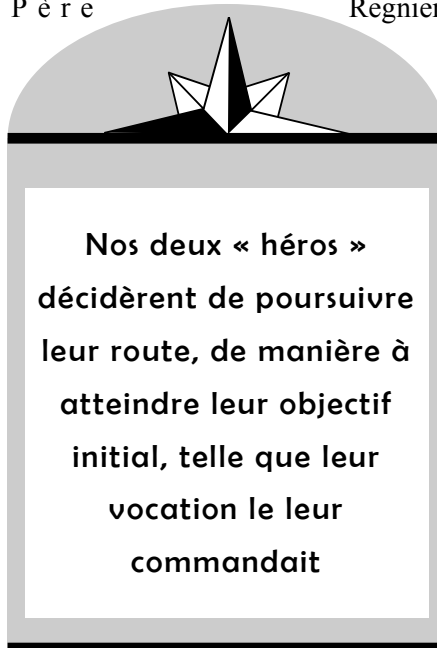 Père Regnier
Nos deux « héros »
décidèrent de poursuivre
leur route, de manière à
atteindre leur objectif
initial, telle que leur
vocation le leur
commandait